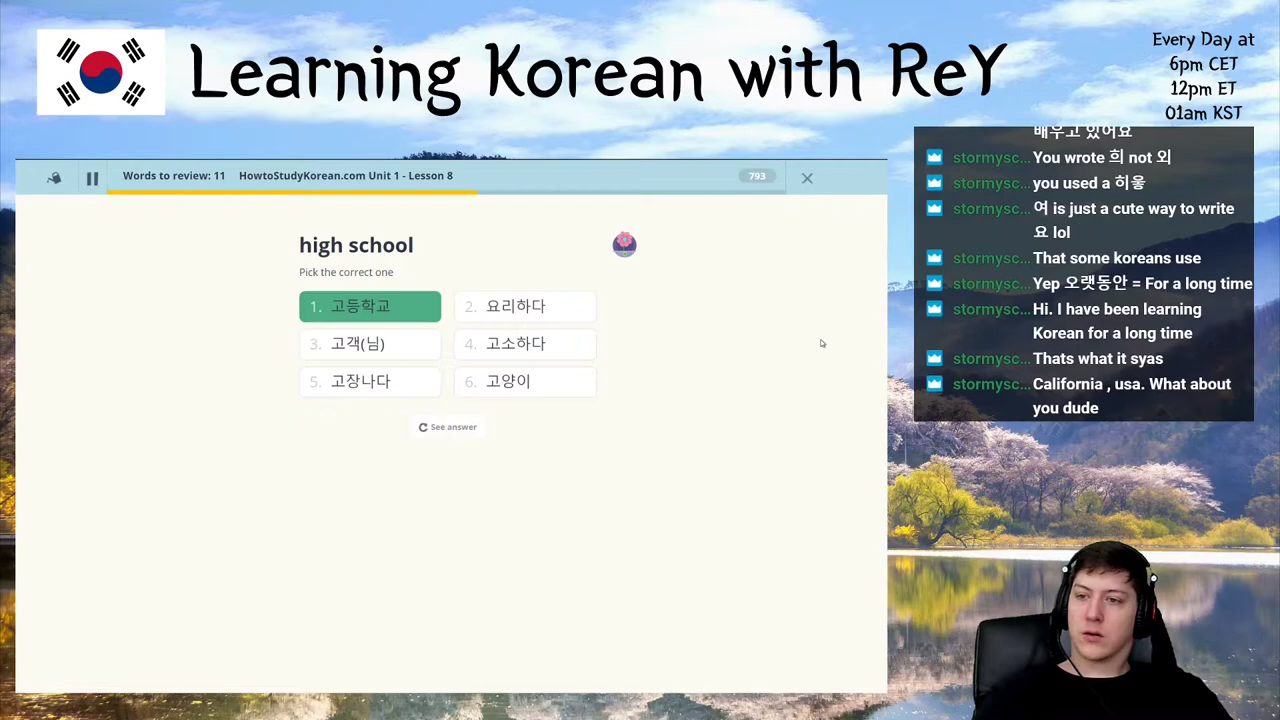 Learning Korean with ReY
Every Day at
6pm CET
12pm ET
01am KST
Words to review: 11 HowtoStudyKorean.com Unit 1 - Lesson 8
793
high school
Pick the correct one
1. 고등학교
2. 요리하다
3. 고객(님)
4. 고소하다
5. 고장나다
6. 고양이
See answer
배우고 있어요
stormysc... You wrote 희 not 외
stormysc... you used a 히웋
stormysc... 여 is just a cute way to write
요 lol
stormysc... That some koreans use
stormysc... Yep 오랫동안 = For a long time
stormysc... Hi. I have been learning
Korean for a long time
stormysc... Thats what it syas
stormysc... California , usa. What about
you dude